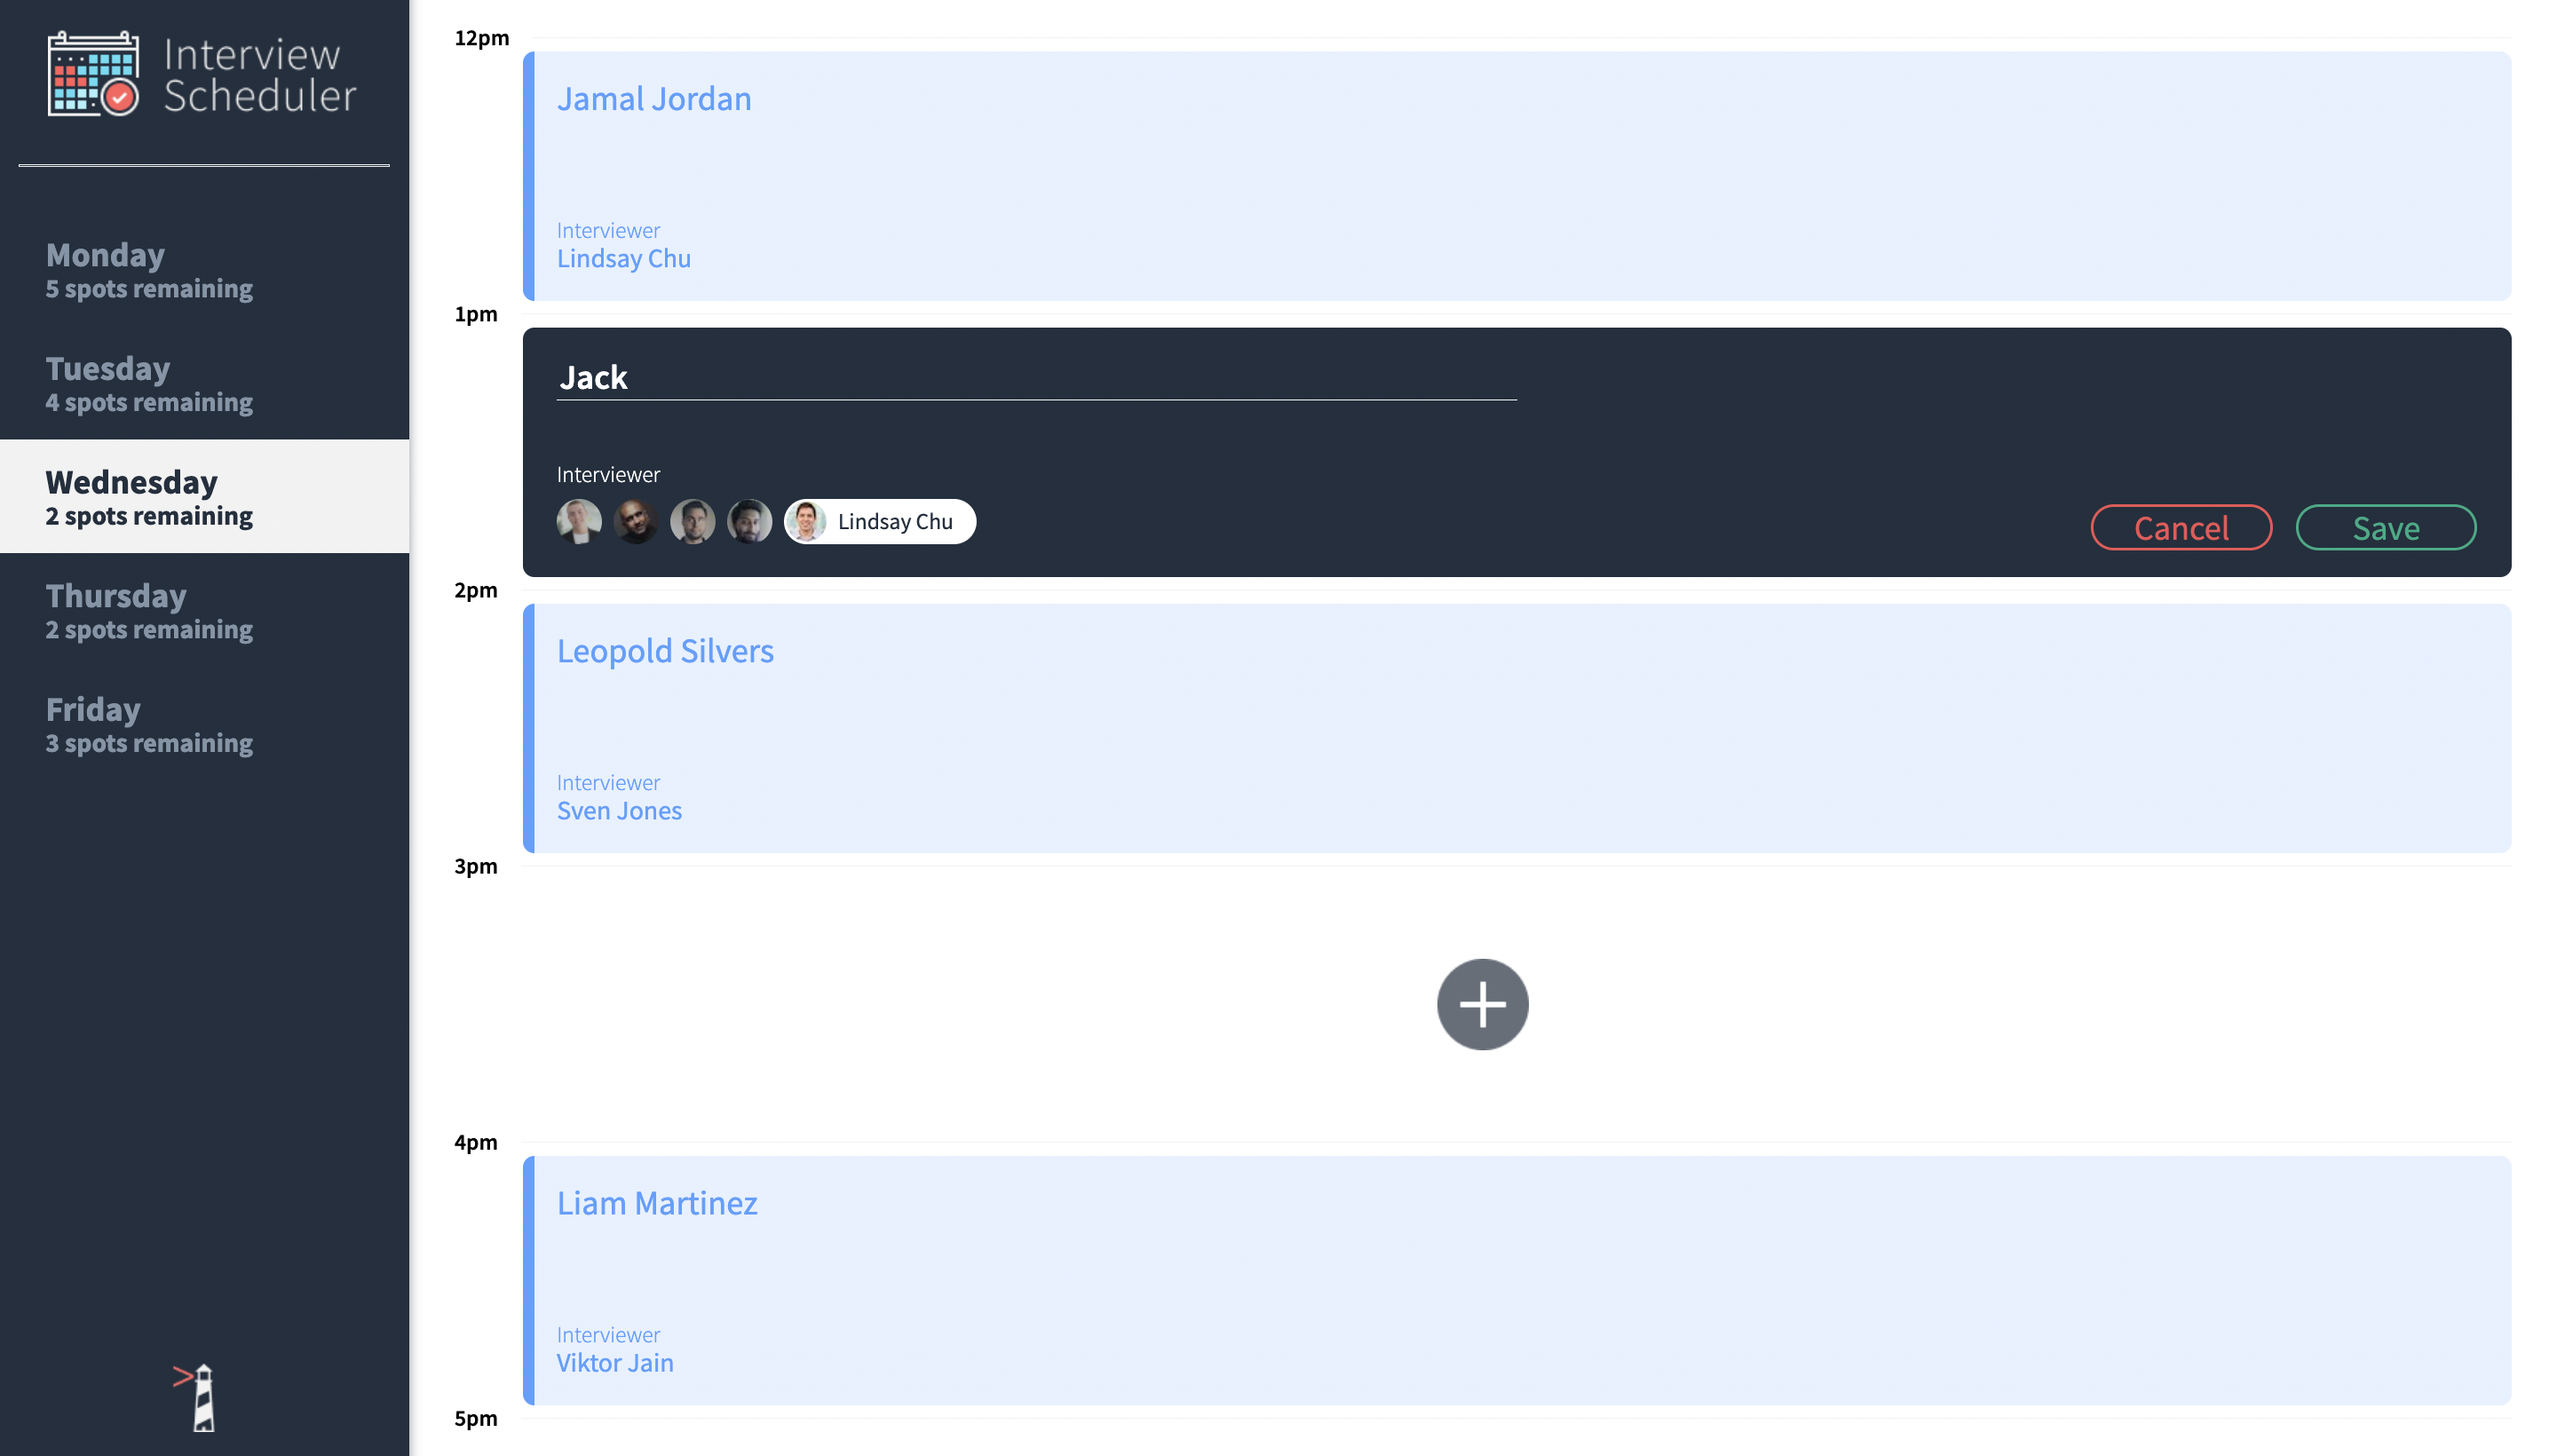 Interview
Scheduler
Monday
5 spots remaining
Tuesday
4 spots remaining
Wednesday
2 spots remaining
Thursday
2 spots remaining
Friday
3 spots remaining
12pm
Jamal Jordan
Interviewer
Lindsay Chu
1pm
Jack
Interviewer
Lindsay Chu
Cancel
Save
2pm
Leopold Silvers
Interviewer
Sven Jones
3pm
4pm
Liam Martinez
Interviewer
Viktor Jain
5pm